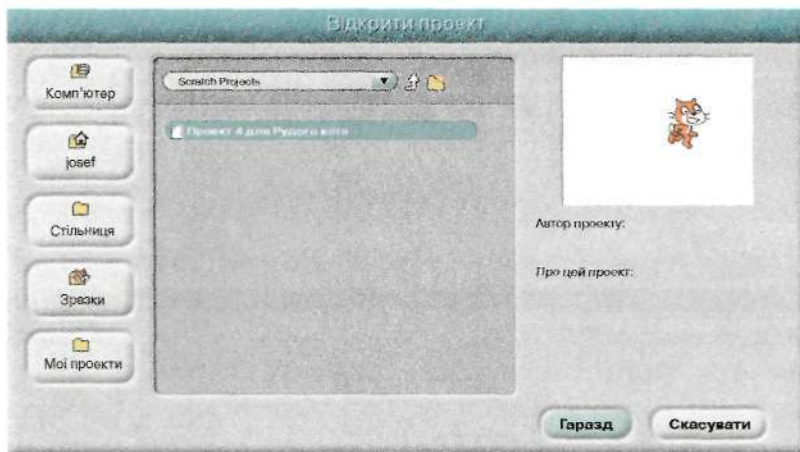 Відкрити проект
Комп'ютер
josef
Стільниця
Зразки
Мої проекти
Scratch Projects
Проект 4 для Рудого кота
Автор проекту:
Про цей проект:
Гаразд
Скасувати